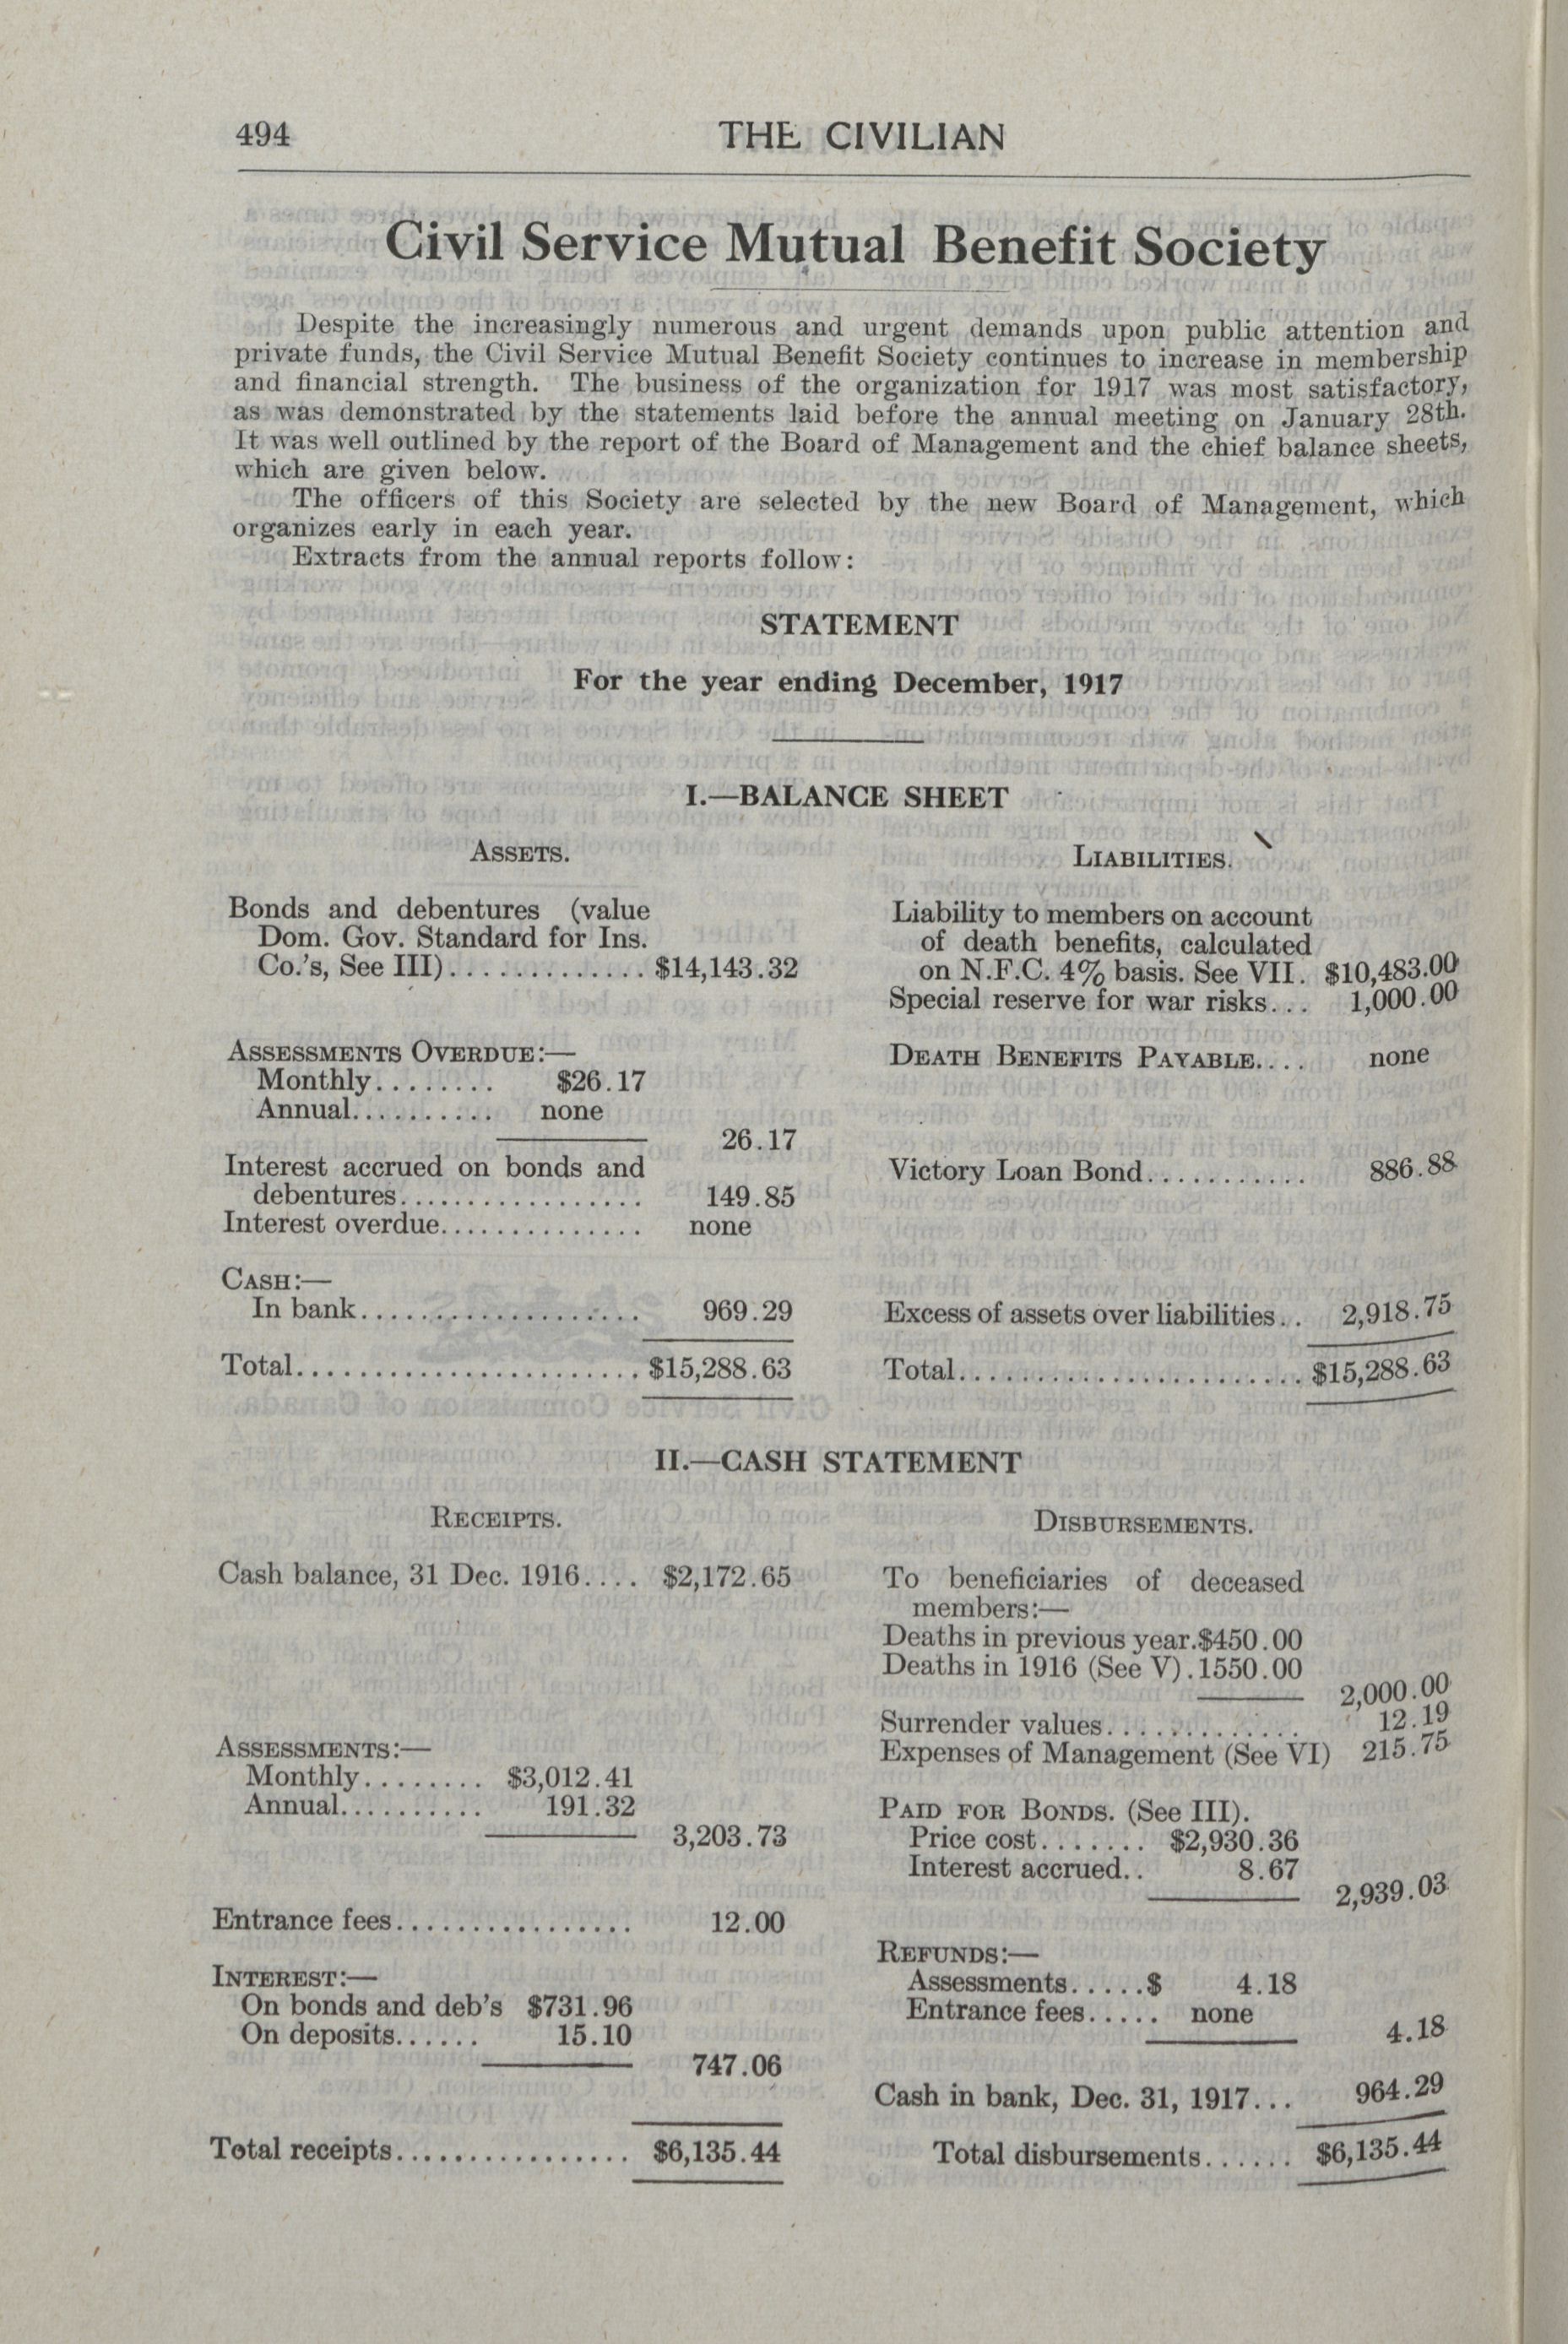 494
THE CIVILIAN
Civil Service Mutual Benefit Society
Despite the increasingly numerous and urgent demands upon public attention and
private funds, the Civil Service Mutual Benefit Society continues to increase in membership
and financial strength. The business of the organization for 1917 was most satisfactory,
as was demonstrated by the statements laid before the annual meeting on January 28th.
It was well outlined by the report of the Board of Management and the chief balance sheets,
which are given below.
The officers of this Society are selected by the new Board of Management, which
organizes early in each year.
Extracts from the annual reports follow:
STATEMENT
For the year ending December, 1917
I.—BALANCE SHEET
ASSETS.
Bonds and debentures (value
Dom. Gov. Standard for Ins.
Co.'s, See III)............. $14,143.32
ASSESSMENTS OVERDUE:—
Monthly........ $26.17
Annual.......... none
26.17
Interest accrued on bonds and
debentures................. 149.85
Interest overdue.............. none
CASH:—
In bank.................... 969.29
Total........................ $15,288.63
LIABILITIES.
Liability to members on account
of death benefits, calculated
on N.F.C. 4% basis. See VII. $10,483.00
Special reserve for war risks... 1,000.00
DEATH BENEFITS PAYABLE.... none
Victory Loan Bond........... 886.88
Excess of assets over liabilities.. 2,918.75
Total........................ $15,288.63
II.—CASH STATEMENT
RECEIPTS.
Cash balance, 31 Dec. 1916.... $2,172.65
ASSESSMENTS:—
Monthly........ $3,012.41
Annual.......... 191.32
3,203.73
Entrance fees................. 12.00
INTEREST:—
On bonds and deb's $731.96
On deposits...... 15.10
747.06
Total receipts................ $6,135.44
DISBURSEMENTS.
To beneficiaries of deceased
members:—
Deaths in previous year.$450.00
Deaths in 1916 (See V).1550.00
2,000.00
Surrender values.............. 12.19
Expenses of Management (See VI) 215.75
PAID FOR BONDS. (See III).
Price cost....... $2,930.36
Interest accrued.. 8.67
2,939.03
REFUNDS:—
Assessments......$ 4.18
Entrance fees..... none
4.18
Cash in bank, Dec. 31, 1917... 964.29
Total disbursements...... $6,135.44